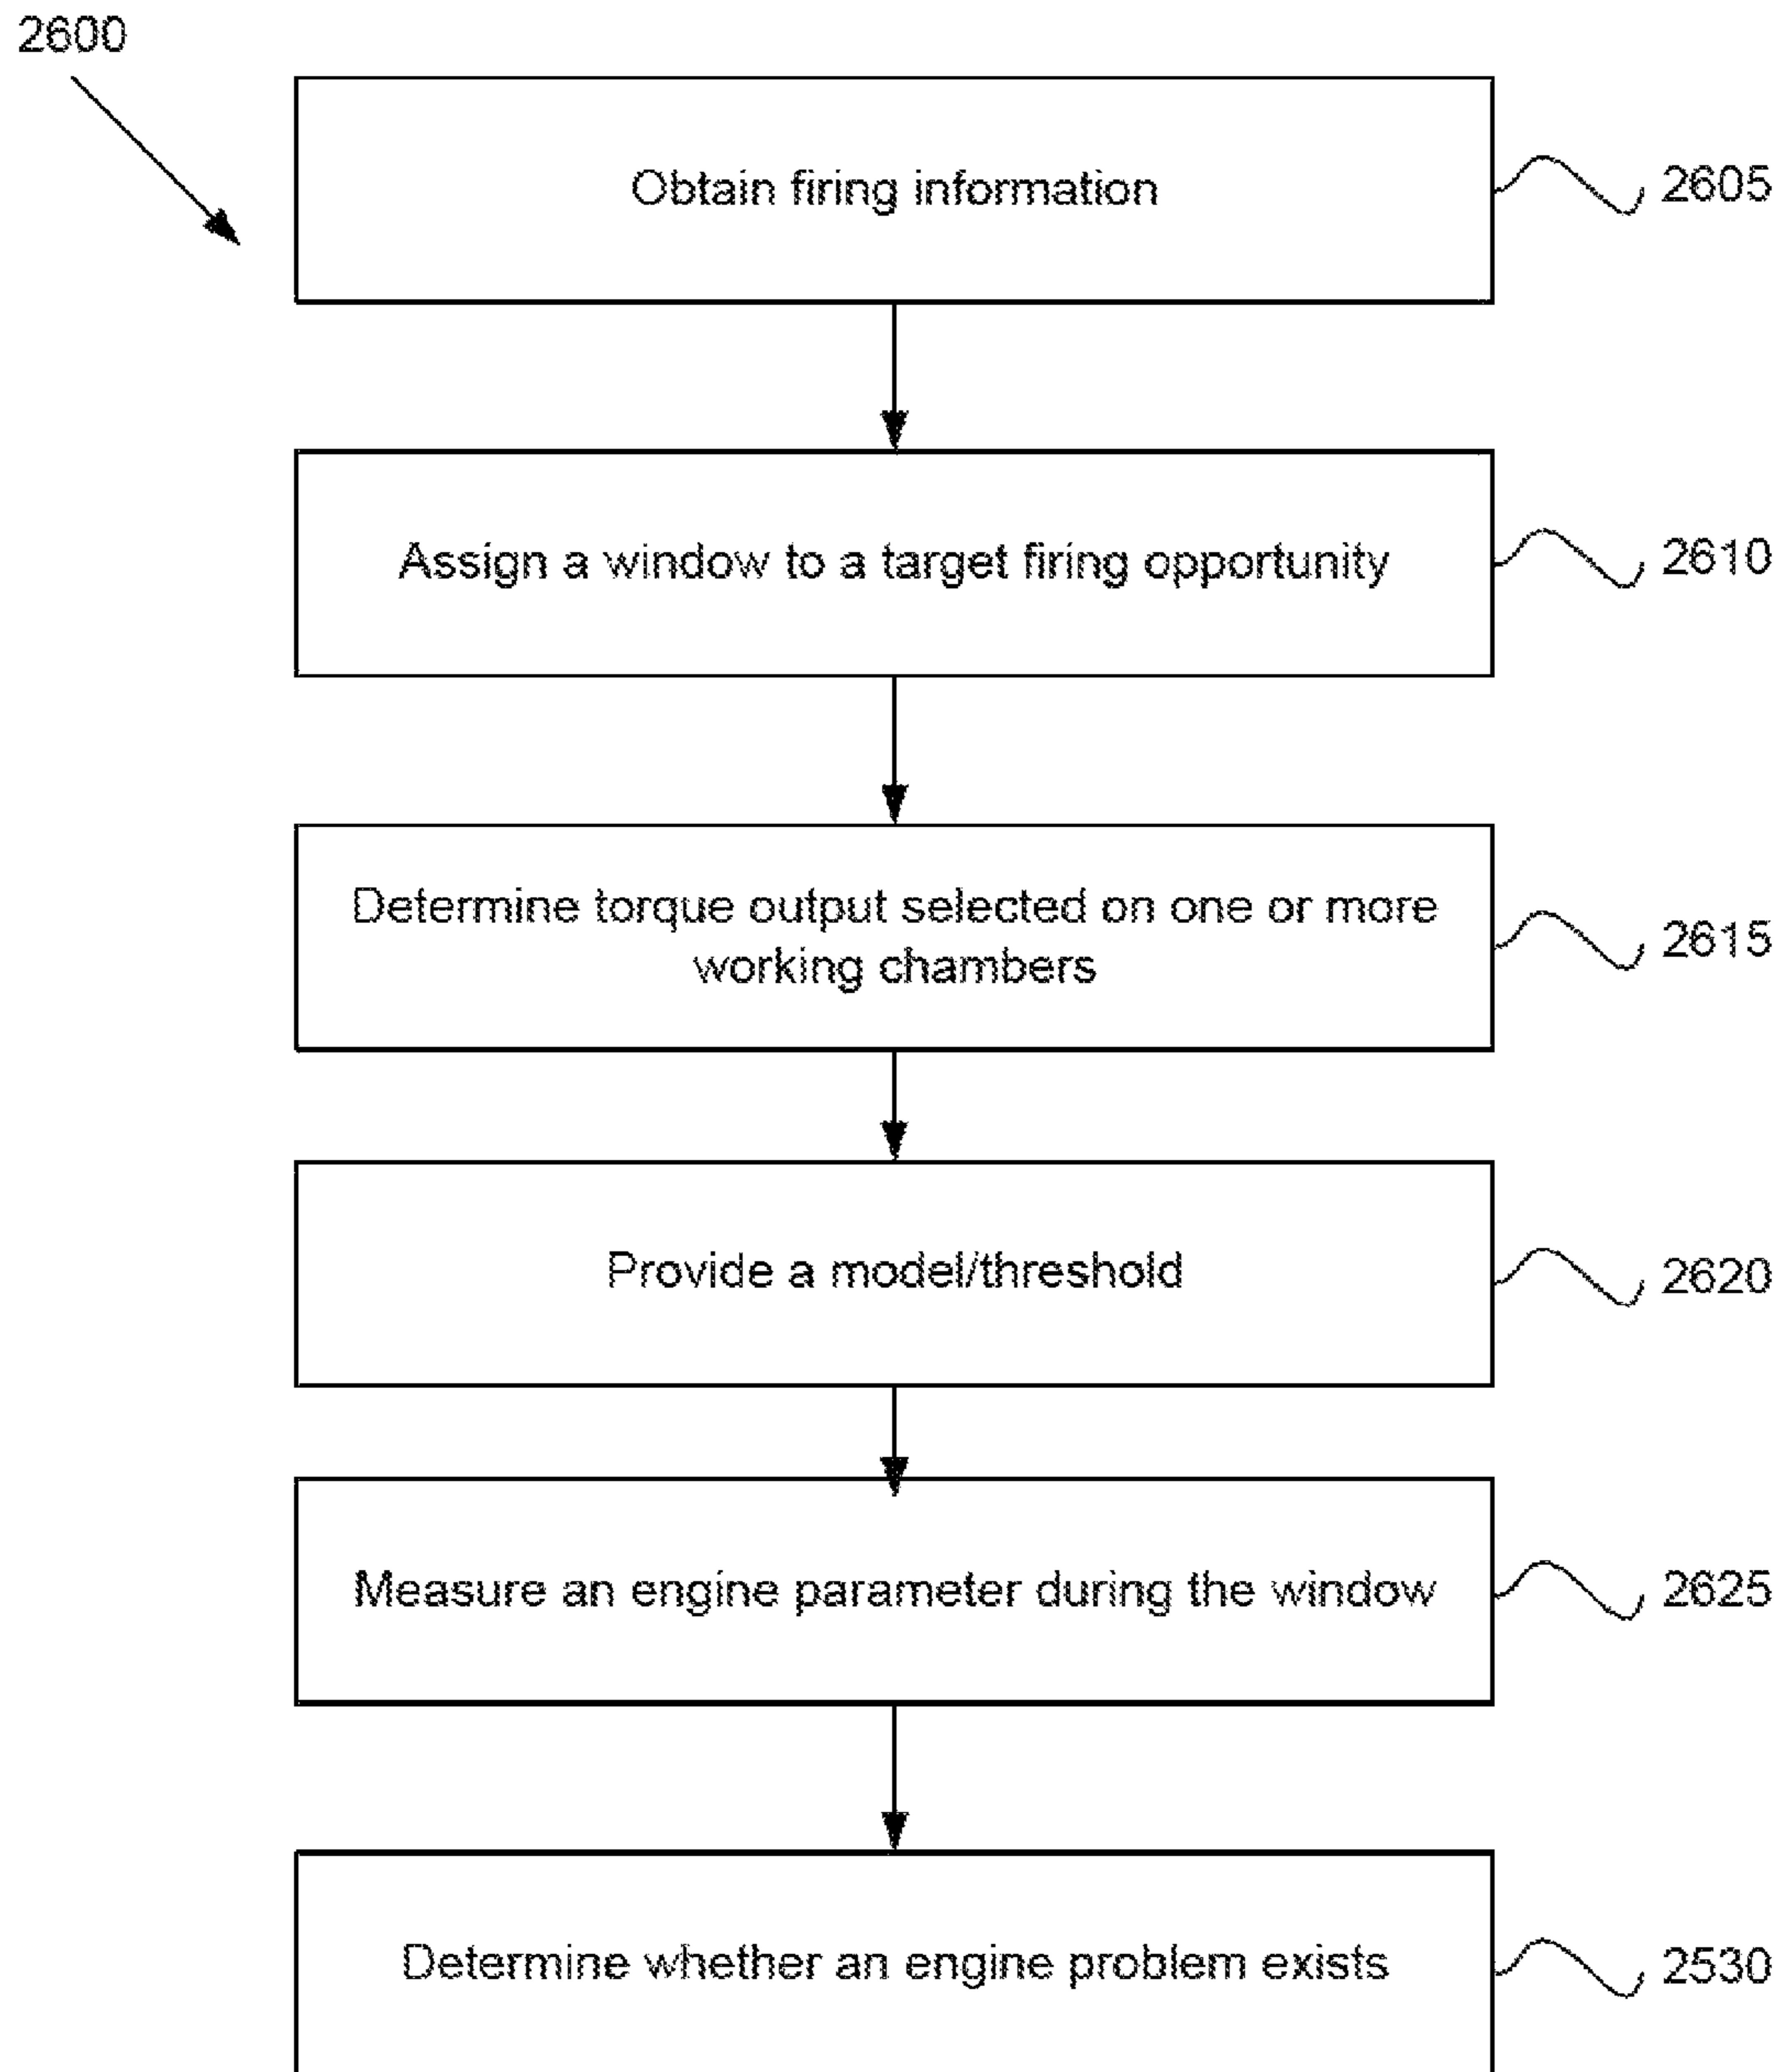 2600
Obtain firing information
2605
Assign a window to a target firing opportunity
2610
Determine torque output selected on one or more
working chambers
2615
Provide a model/threshold
2620
Measure an engine parameter during the window
2625
Determine whether an engine problem exists
2530